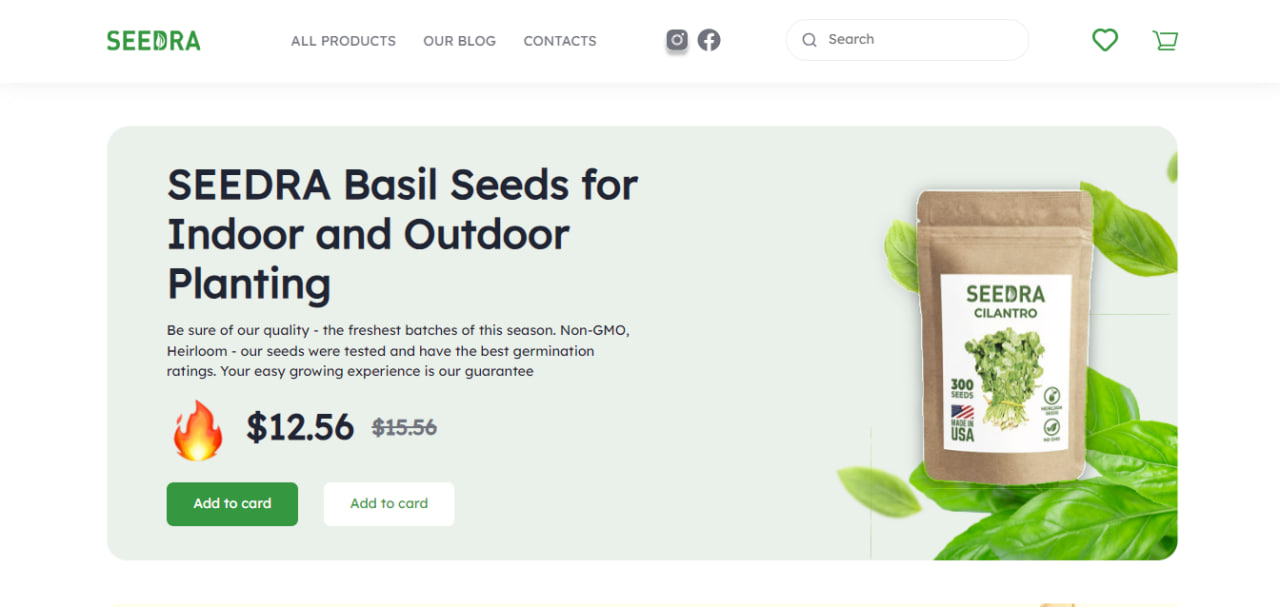 SEEDRA
ALL PRODUCTS
OUR BLOG
CONTACTS
Search
SEEDRA Basil Seeds for
Indoor and Outdoor
Planting
Be sure of our quality - the freshest batches of this season. Non-GMO,
Heirloom - our seeds were tested and have the best germination
ratings. Your easy growing experience is our guarantee
$12.56 $15.56
Add to card
Add to card
SEEDRA
CILANTRO
300
SEEDS
MADE IN
USA
HEIRLOOM
SEEDS
NO GMO